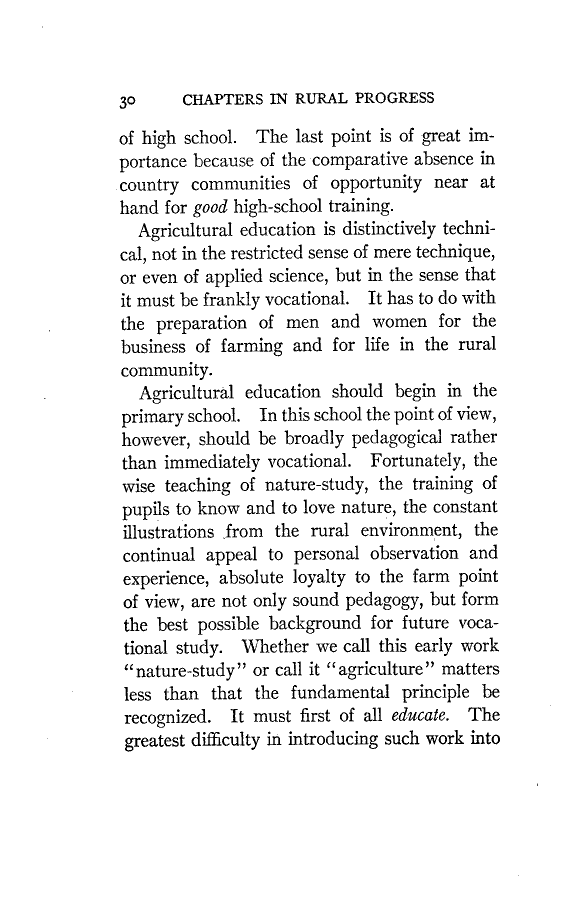 30 CHAPTERS IN RURAL PROGRESS
of high school. The last point is of great im-
portance because of the comparative absence in
country communities of opportunity near at
hand for good high-school training.
Agricultural education is distinctively techni-
cal, not in the restricted sense of mere technique,
or even of applied science, but in the sense that
it must be frankly vocational. It has to do with
the preparation of men and women for the
business of farming and for life in the rural
community.
Agricultural education should begin in the
primary school. In this school the point of view,
however, should be broadly pedagogical rather
than immediately vocational. Fortunately, the
wise teaching of nature-study, the training of
pupils to know and to love nature, the constant
illustrations from the rural environment, the
continual appeal to personal observation and
experience, absolute loyalty to the farm point
of view, are not only sound pedagogy, but form
the best possible background for future voca-
tional study. Whether we call this early work
"nature-study" or call it "agriculture" matters
less than that the fundamental principle be
recognized. It must first of all educate. The
greatest difficulty in introducing such work into